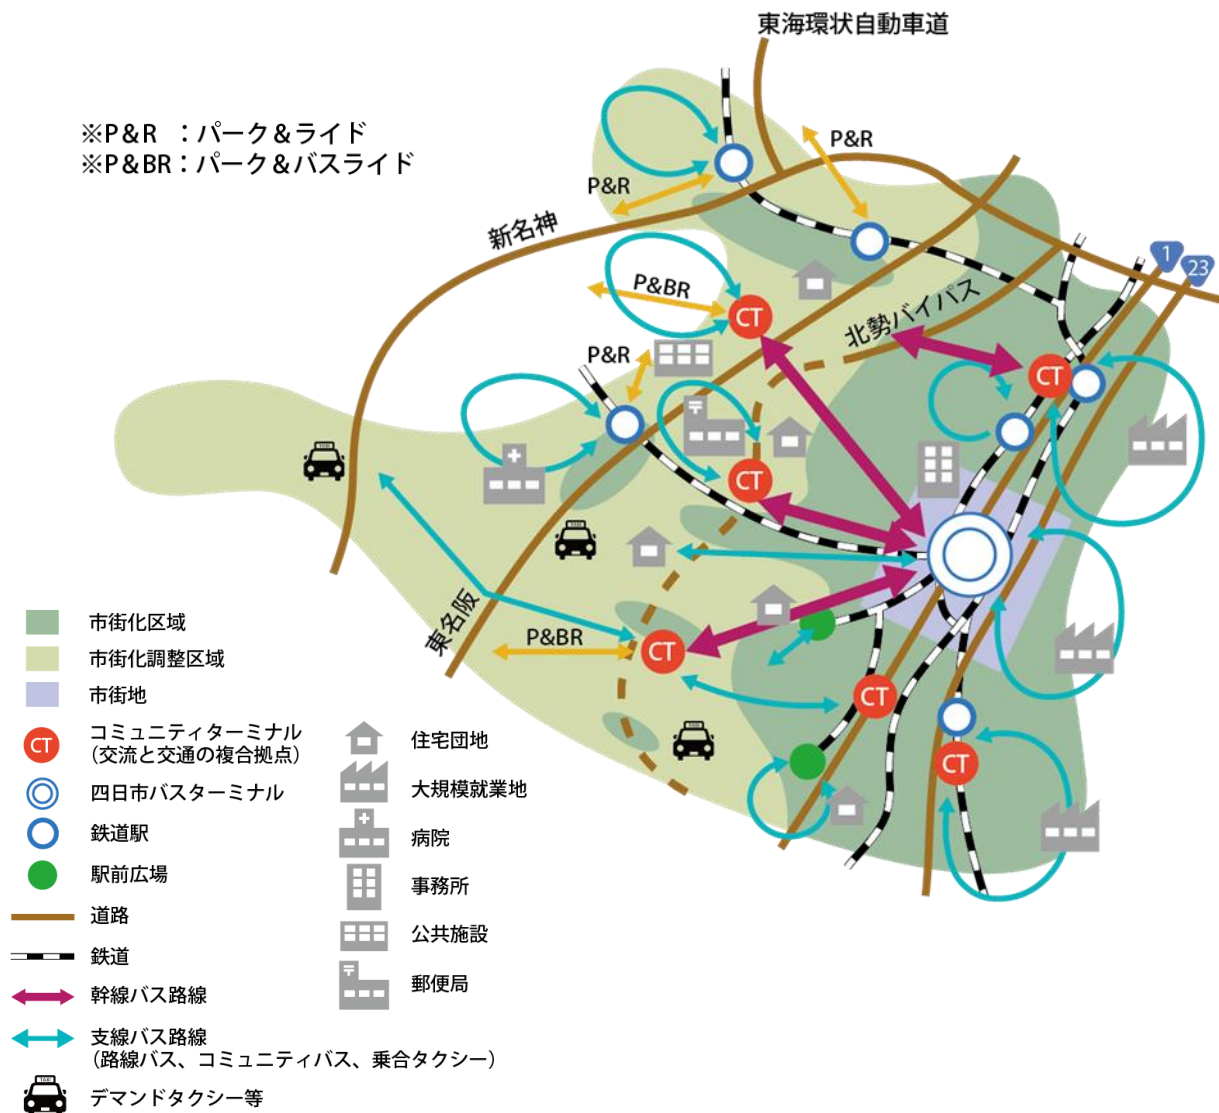 東海環状自動車道
※P&R ：パーク&ライド
※P&BR：パーク&バスライド
P&R
P&R
新名神
1
23
P&BR
CT
北勢バイパス
P&R
CT
〒
CT
TAXI
TAXI
東名阪
P&BR
CT
CT
TAXI
CT
市街化区域
市街化調整区域
市街地
CT
コミュニティターミナル
（交流と交通の複合拠点）
四日市バスターミナル
鉄道駅
駅前広場
道路
鉄道
幹線バス路線
支線バス路線
（路線バス、コミュニティバス、乗合タクシー）
TAXI
デマンドタクシー等
住宅団地
大規模就業地
病院
事務所
公共施設
〒
郵便局